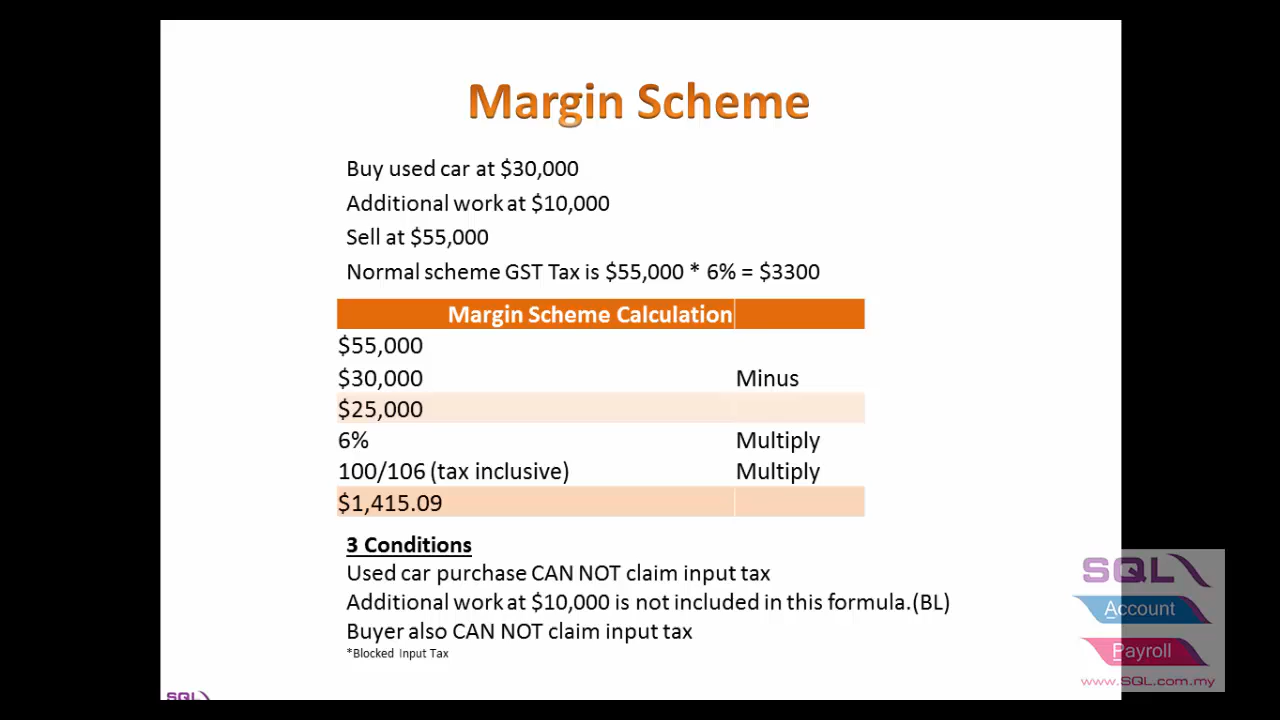 Margin Scheme
Buy used car at $30,000
Additional work at $10,000
Sell at $55,000
Normal scheme GST Tax is $55,000 * 6% = $3300
Margin Scheme Calculation
$55,000
$30,000 Minus
$25,000
6% Multiply
100/106 (tax inclusive) Multiply
$1,415.09
3 Conditions
Used car purchase CAN NOT claim input tax
Additional work at $10,000 is not included in this formula.(BL)
Buyer also CAN NOT claim input tax
*Blocked Input Tax
SQL
Account
Payroll
www.SQL.com.my
SQL